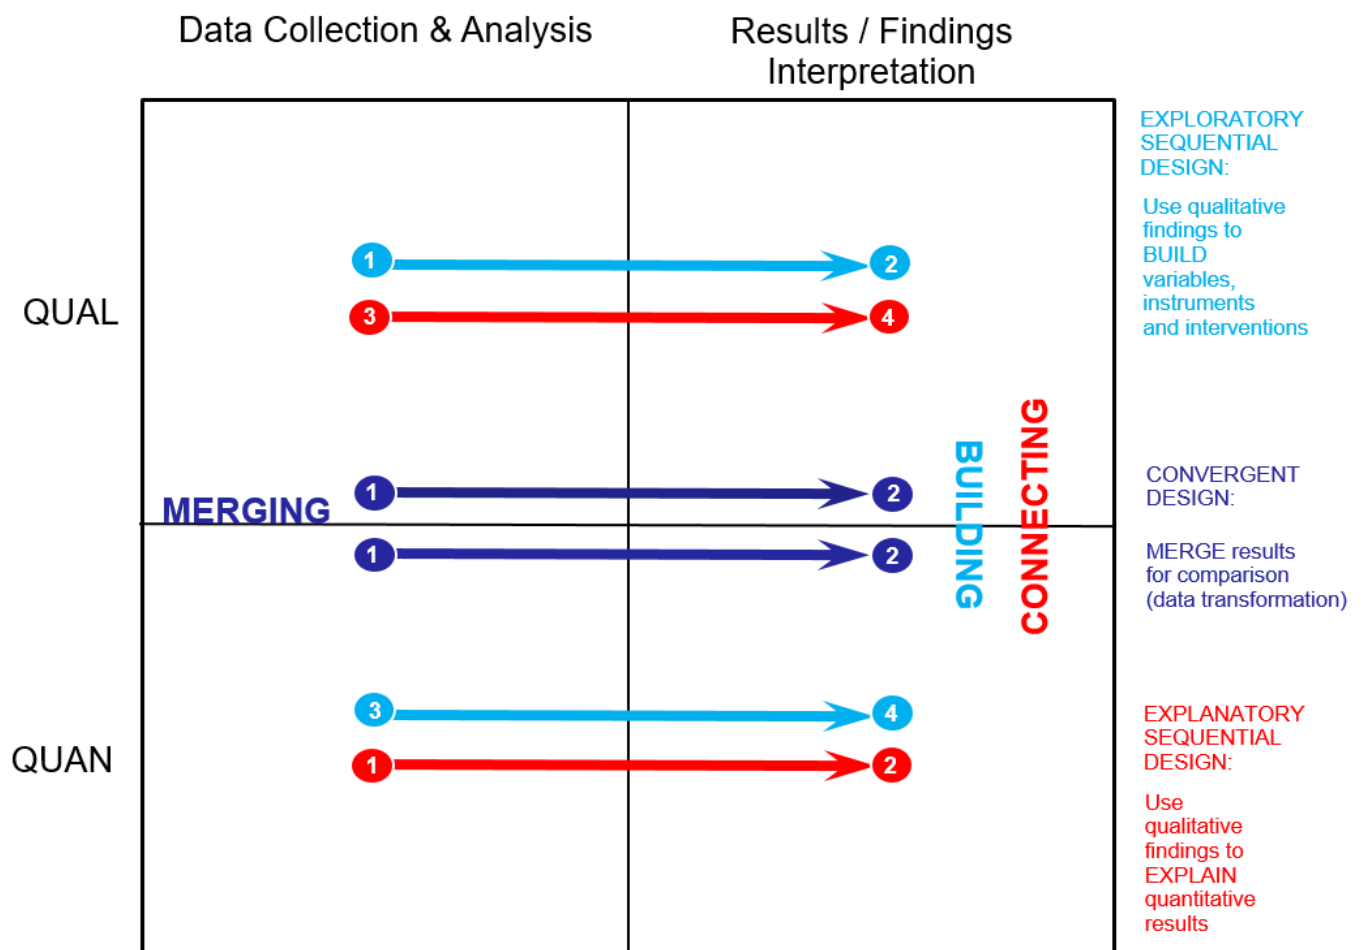 Data Collection & Analysis
Results / Findings
Interpretation
QUAL
1
2
3
4
MERGING
1
2
1
2
BUILDING
CONNECTING
QUAN
3
4
1
2
EXPLORATORY
SEQUENTIAL
DESIGN:
Use qualitative
findings to
BUILD
variables,
instruments
and interventions
CONVERGENT
DESIGN:
MERGE results
for comparison
(data transformation)
EXPLANATORY
SEQUENTIAL
DESIGN:
Use
qualitative
findings to
EXPLAIN
quantitative
results